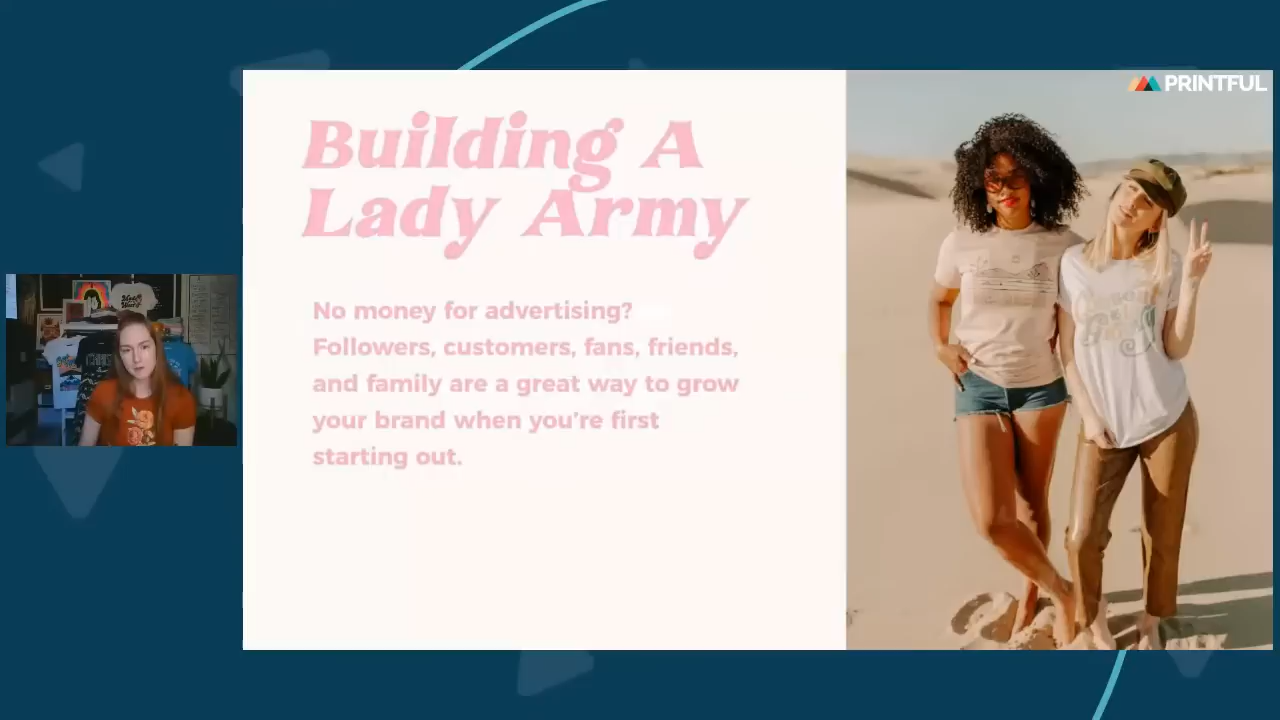 Building A
Lady Army
No money for advertising?
Followers, customers, fans, friends,
and family are a great way to grow
your brand when you're first
starting out.
PRINTFUL